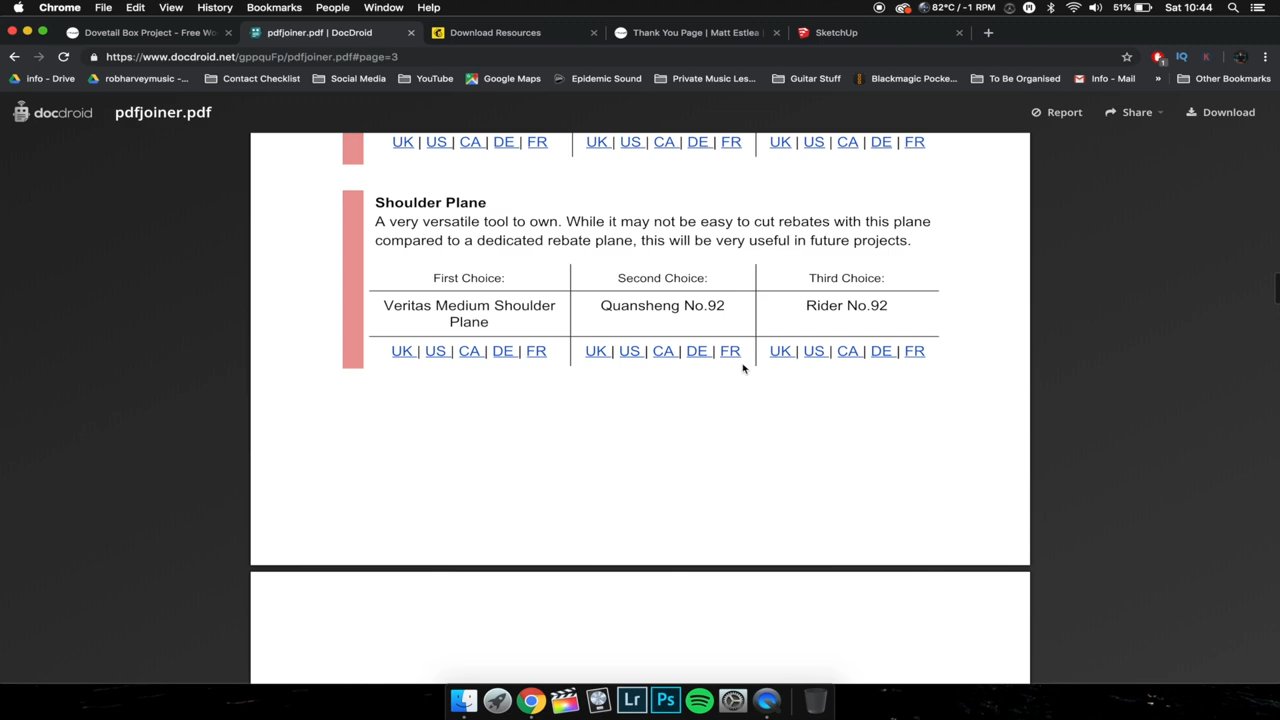 Chrome File Edit View History Bookmarks People Window Help 82°C / -1 RPM 51% Sat 10:44
Dovetail Box Project - Free Wo pdfjoiner.pdf | DocDroid Download Resources Thank You Page | Matt Estlea | SketchUp
https://www.docdroid.net/gppquFp/pdfjoiner.pdf#page=3
info - Drive robharveymusic -... Contact Checklist Social Media YouTube Google Maps Epidemic Sound Private Music Les... Guitar Stuff Blackmagic Pocke... To Be Organised Info - Mail » Other Bookmarks
docdroid pdfjoiner.pdf Report Share Download
UK | US | CA | DE | FR UK | US | CA | DE | FR UK | US | CA | DE | FR
Shoulder Plane
A very versatile tool to own. While it may not be easy to cut rebates with this plane
compared to a dedicated rebate plane, this will be very useful in future projects.
First Choice: Second Choice: Third Choice:
Veritas Medium Shoulder Quansheng No.92 Rider No.92
Plane
UK | US | CA | DE | FR UK | US | CA | DE | FR UK | US | CA | DE | FR
Lr Ps